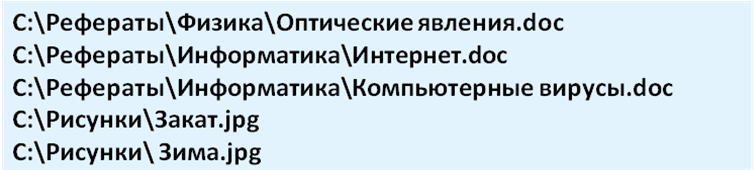 C:\Рефераты\Физика\Оптические явления.doc
C:\Рефераты\Информатика\Интернет.doc
C:\Рефераты\Информатика\Компьютерные вирусы.doc
C:\Рисунки\Закат.jpg
C:\Рисунки\ Зима.jpg